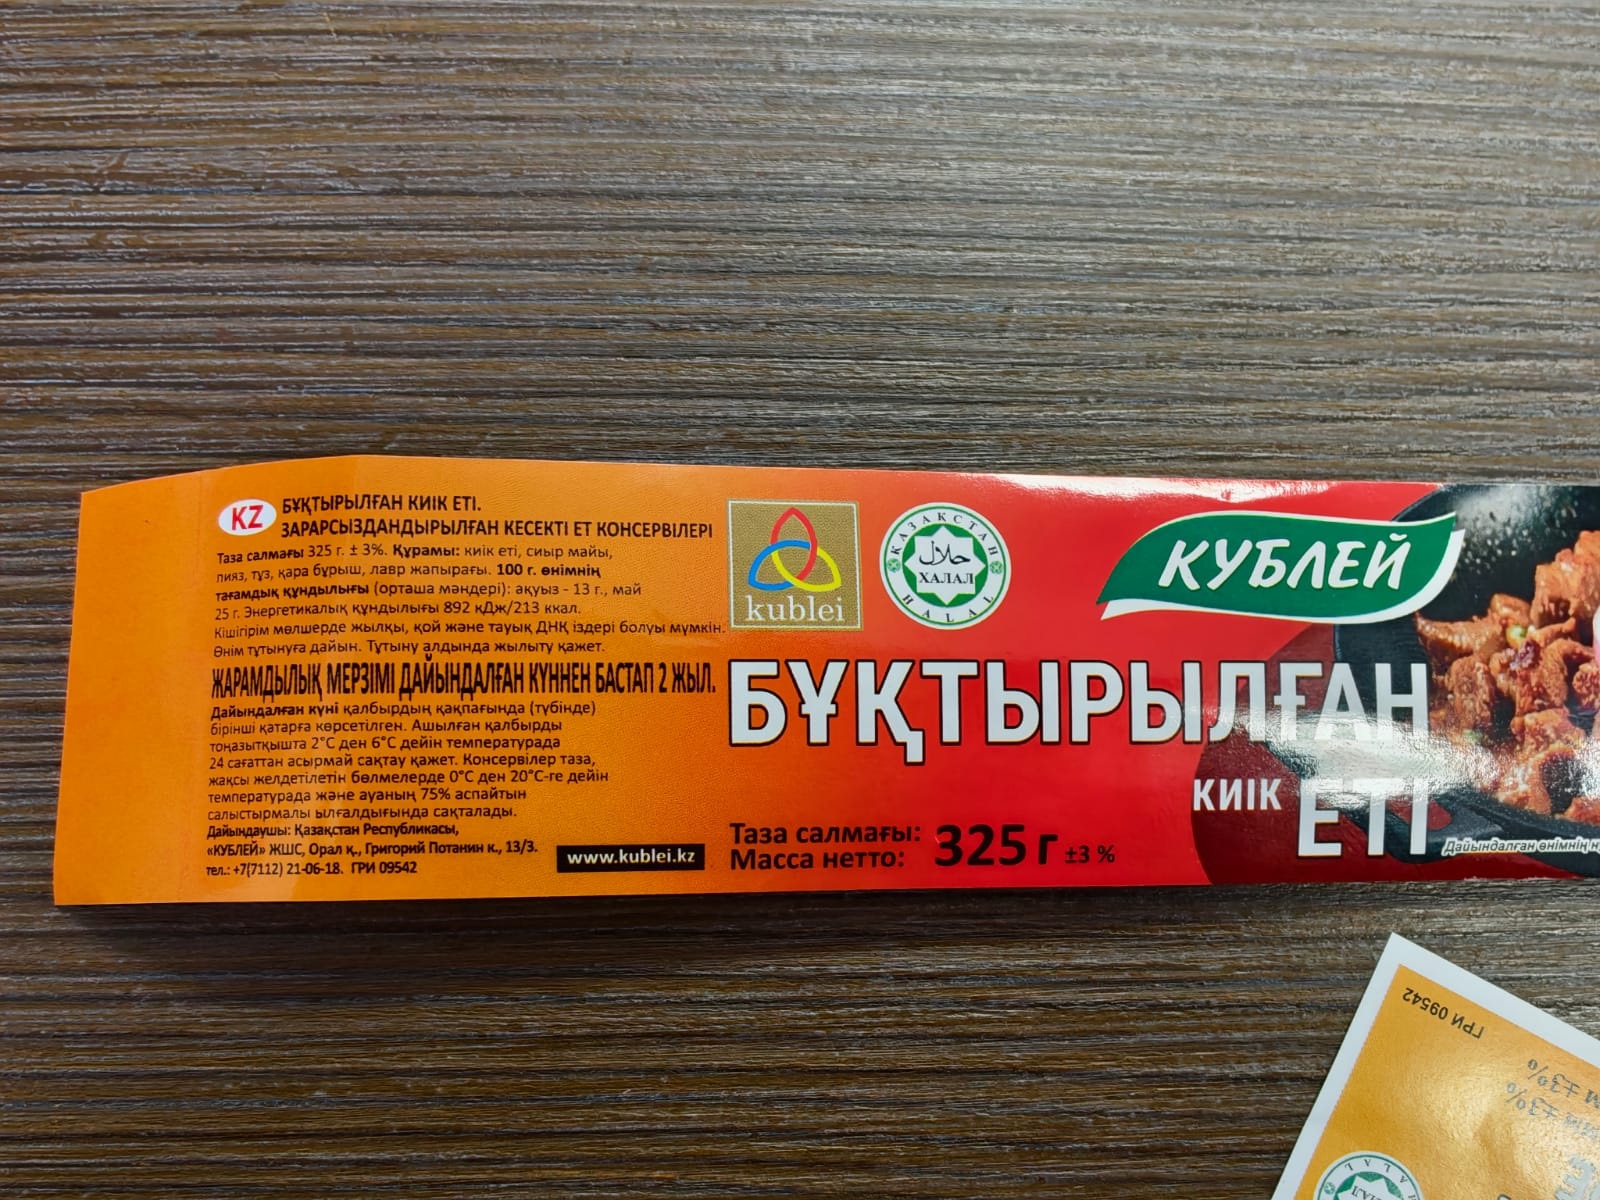 KZ
БҰҚТЫРЫЛҒАН КИІК ЕТІ.
ЗАРАРСЫЗДАНДЫРЫЛҒАН КЕСЕКТІ ЕТ КОНСЕРВІЛЕРІ
Таза салмағы 325 г. ± 3%. Құрамы: киік еті, сиыр майы,
пияз, тұз, қара бұрыш, лавр жапырағы. 100 г. өнімнің
тағамдық құндылығы (орташа мәндері): ақуыз - 13 г., май
25 г. Энергетикалық құндылығы 892 кДж/213 ккал.
Кішігірім мөлшерде жылқы, қой және тауық ДНҚ іздері болуы мүмкін.
Өнім тұтынуға дайын. Тұтыну алдында жылыту қажет.
ЖАРАМДЫЛЫҚ МЕРЗІМІ ДАЙЫНДАЛҒАН КҮННЕН БАСТАП 2 ЖЫЛ.
Дайындалған күні қалбырдың қақпағында (түбінде)
бірінші қатарға көрсетілген. Ашылған қалбырды
тоңазытқышта 2°С ден 6°С дейін температурада
24 сағаттан асырмай сақтау қажет. Консервілер таза,
жақсы желдетілетін бөлмелерде 0°С ден 20°С-ге дейін
температурада және ауаның 75% аспайтын
салыстырмалы ылғалдығында сақталады.
Дайындаушы: Қазақстан Республикасы,
«КУБЛЕЙ» ЖШС, Орал қ., Григорий Потанин к., 13/3.
тел.: +7(7112) 21-06-18. ГРИ 09542
www.kublei.kz
kublei
КАЗАКСТАН
حلال
ХАЛАЛ
HALAL
КУБЛЕЙ
БҰҚТЫРЫЛҒАН
КИІК ЕТІ
Таза салмағы:
Масса нетто: 325 г ±3 %
Дайындалған өнімнің
ГРИ 09542
±3%
±3%
ХАЛАЛ